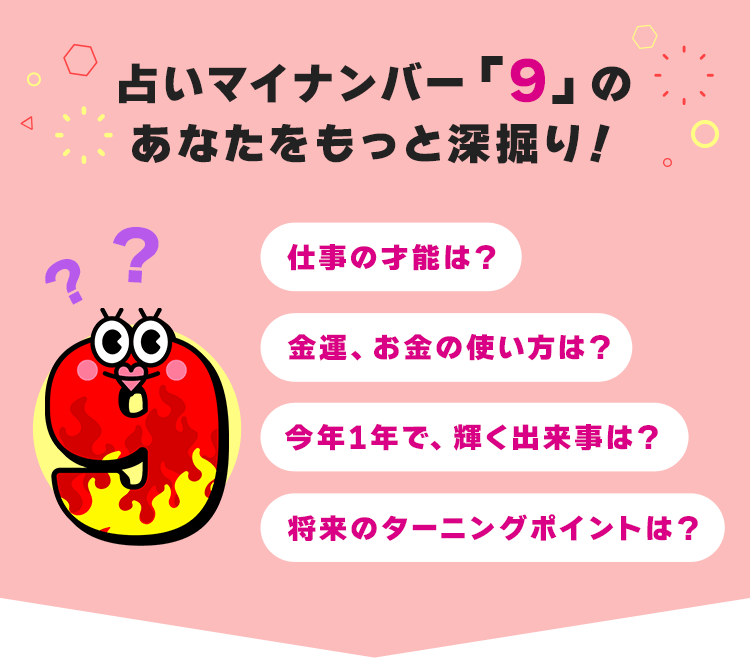 占いマイナンバー「9」の
あなたをもっと深掘り!
? ?
仕事の才能は?
金運、お金の使い方は?
今年1年で、輝く出来事は?
9
将来のターニングポイントは?